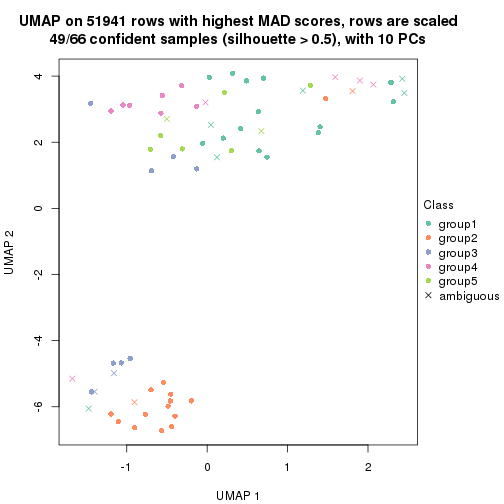 UMAP on 51941 rows with highest MAD scores, rows are scaled
49/66 confident samples (silhouette > 0.5), with 10 PCs
4
2
0
-2
-4
-6
UMAP 2
-1
0
1
2
UMAP 1
Class
group1
group2
group3
group4
group5
ambiguous